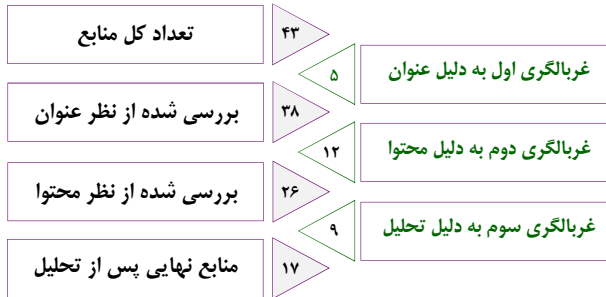 تعداد کل منابع
۴۳
غربالگری اول به دلیل عنوان
۵
بررسی شده از نظر عنوان
۳۸
غربالگری دوم به دلیل محتوا
۱۲
بررسی شده از نظر محتوا
۲۶
غربالگری سوم به دلیل تحلیل
۹
منابع نهایی پس از تحلیل
۱۷